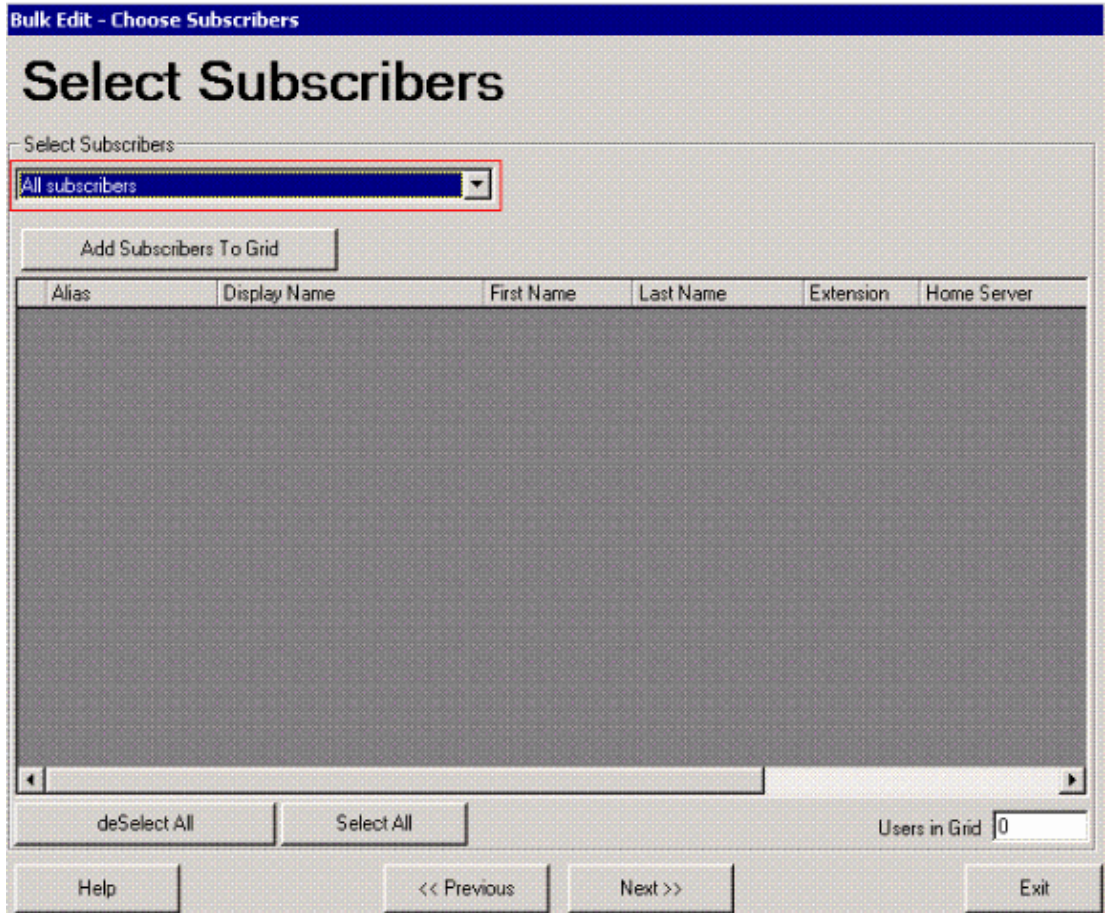 Bulk Edit - Choose Subscribers
Select Subscribers
Select Subscribers
All subscribers
Add Subscribers To Grid
Alias Display Name First Name Last Name Extension Home Server
deSelect All Select All Users in Grid 0
Help << Previous Next >> Exit